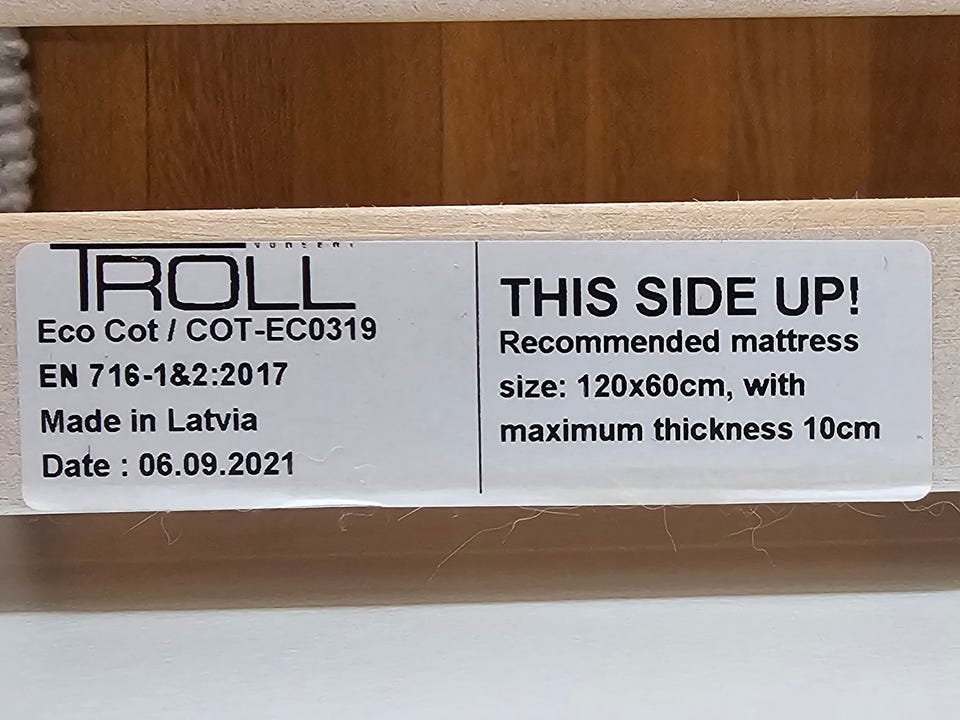 NURSERY
TROLL
Eco Cot / COT-EC0319
EN 716-1&2:2017
Made in Latvia
Date : 06.09.2021
THIS SIDE UP!
Recommended mattress
size: 120x60cm, with
maximum thickness 10cm